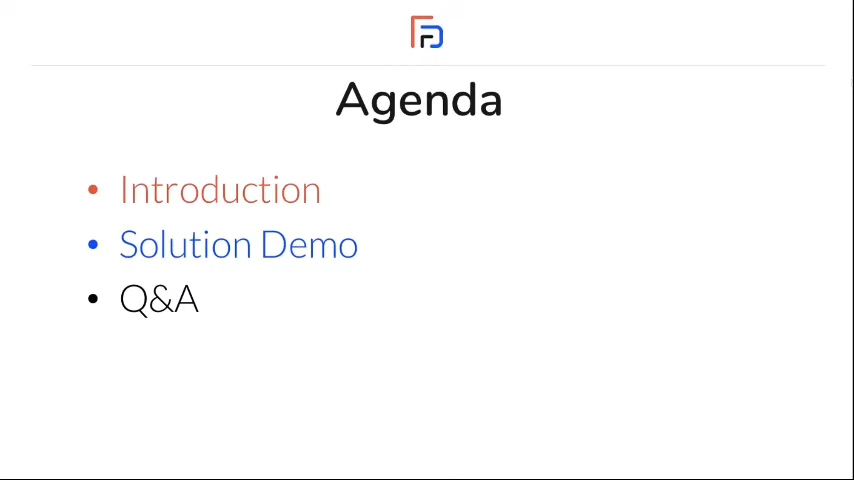 Agenda
• Introduction
• Solution Demo
• Q&A